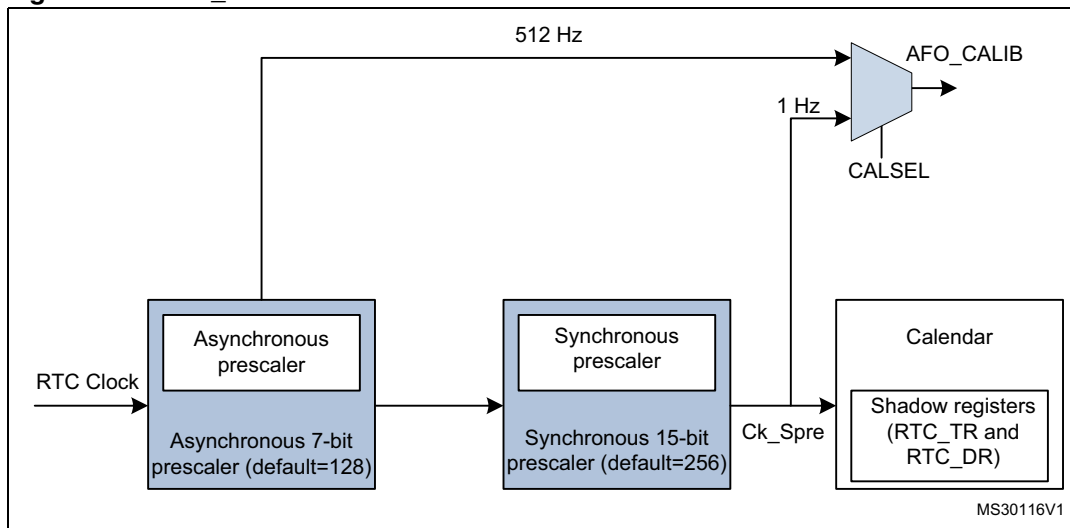 512 Hz
AFO_CALIB
1 Hz
CALSEL
RTC Clock
Asynchronous
prescaler
Asynchronous 7-bit
prescaler (default=128)
Synchronous
prescaler
Synchronous 15-bit
prescaler (default=256)
Ck_Spre
Calendar
Shadow registers
(RTC_TR and
RTC_DR)
MS30116V1